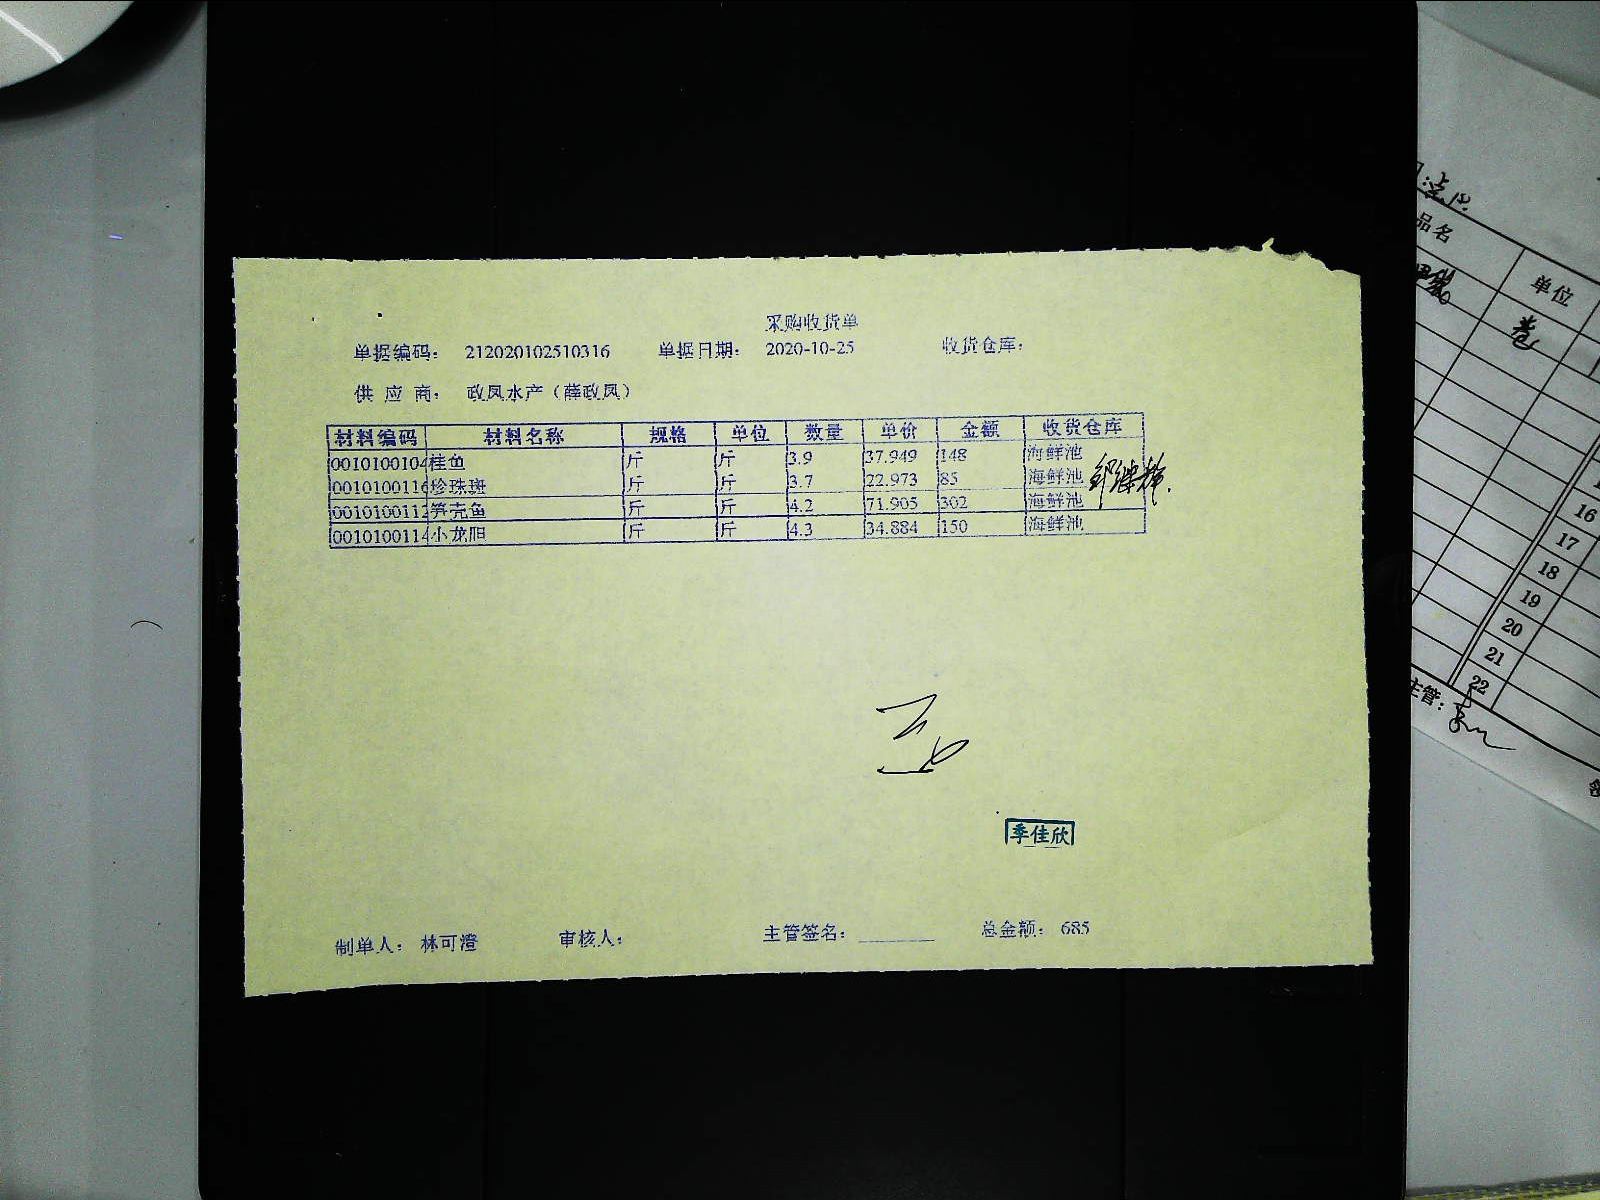 采购收货单
单据编码： 212020102510316 单据日期： 2020-10-25 收货仓库：
供 应 商： 政凤水产（薛政凤）
材料编码 材料名称 规格 单位 数量 单价 金额 收货仓库
0010100104 桂鱼 斤 斤 3.9 37.949 148 海鲜池
0010100116 珍珠斑 斤 斤 3.7 22.973 85 海鲜池
0010100112 笋壳鱼 斤 斤 4.2 71.905 302 海鲜池
0010100114 小龙胆 斤 斤 4.3 34.884 150 海鲜池
季佳欣
制单人： 林可澄 审核人： 主管签名： 总金额： 685
品名 单位
卷
16
17
18
19
20
21
22
主管：